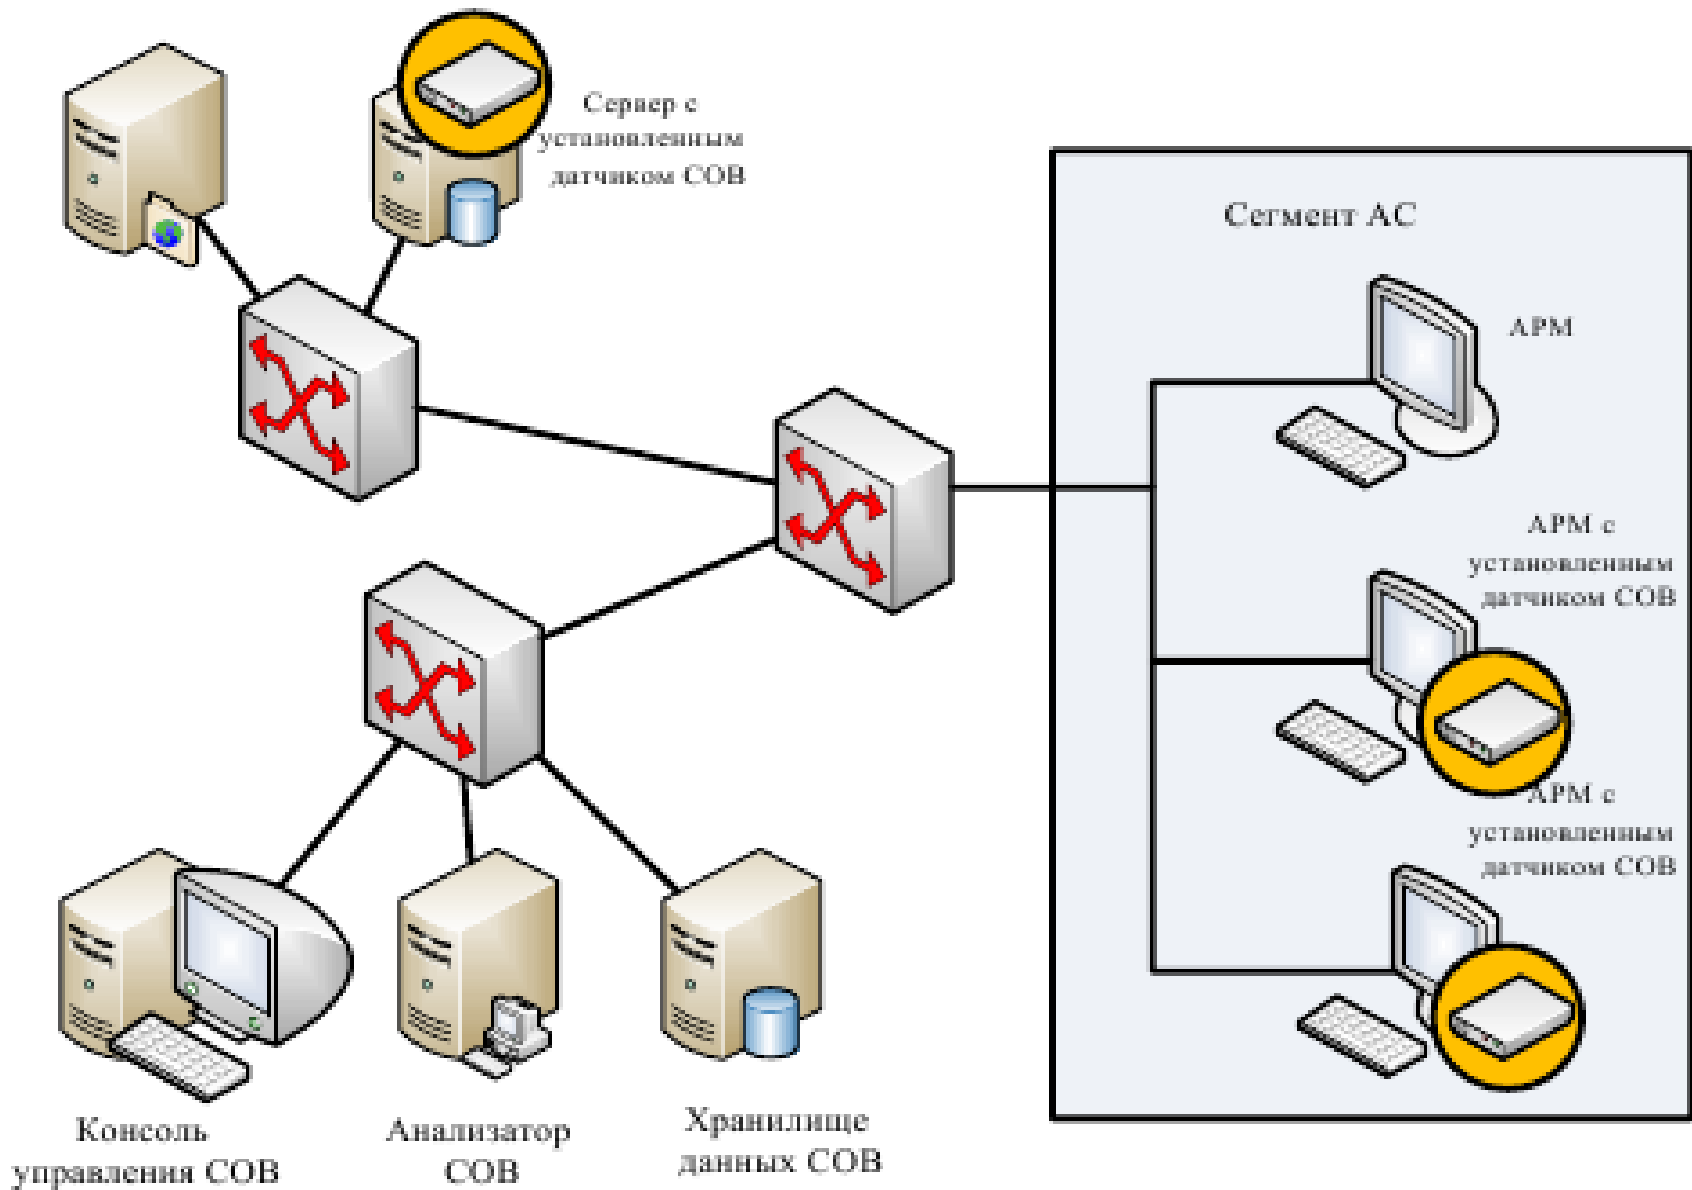 Сервер с
установленным
датчиком СОВ
Сегмент АС
АРМ
АРМ с
установленным
датчиком СОВ
АРМ с
установленным
датчиком СОВ
Консоль
управления СОВ
Анализатор
СОВ
Хранилище
данных СОВ